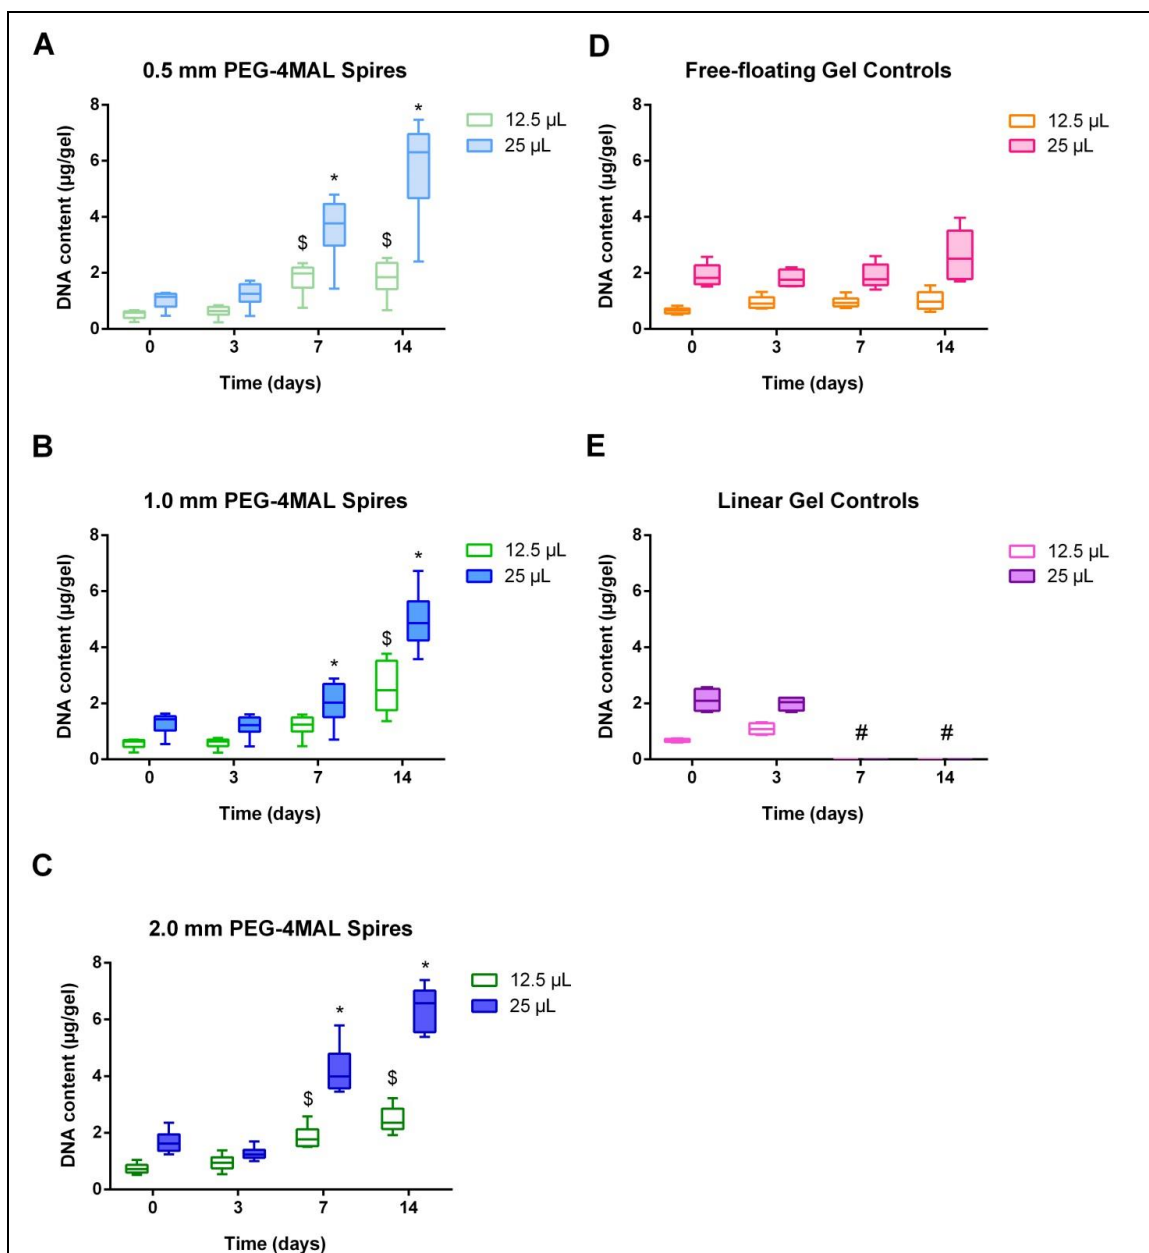 A
0.5 mm PEG-4MAL Spires
DNA content (µg/gel)
8
6
4
2
0
$
*
$
*
12.5 µL
25 µL
0 3 7 14
Time (days)
B
1.0 mm PEG-4MAL Spires
DNA content (µg/gel)
8
6
4
2
0
*
$
*
12.5 µL
25 µL
0 3 7 14
Time (days)
C
2.0 mm PEG-4MAL Spires
DNA content (µg/gel)
8
6
4
2
0
$
*
$
*
12.5 µL
25 µL
0 3 7 14
Time (days)
D
Free-floating Gel Controls
DNA content (µg/gel)
8
6
4
2
0
12.5 µL
25 µL
0 3 7 14
Time (days)
E
Linear Gel Controls
DNA content (µg/gel)
8
6
4
2
0
# #
12.5 µL
25 µL
0 3 7 14
Time (days)